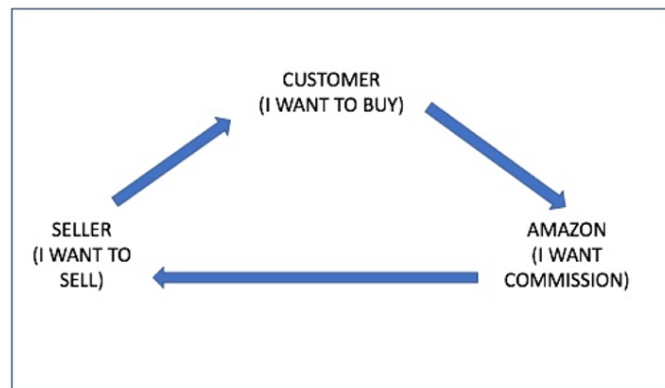 CUSTOMER
(I WANT TO BUY)
SELLER
(I WANT TO
SELL)
AMAZON
(I WANT
COMMISSION)